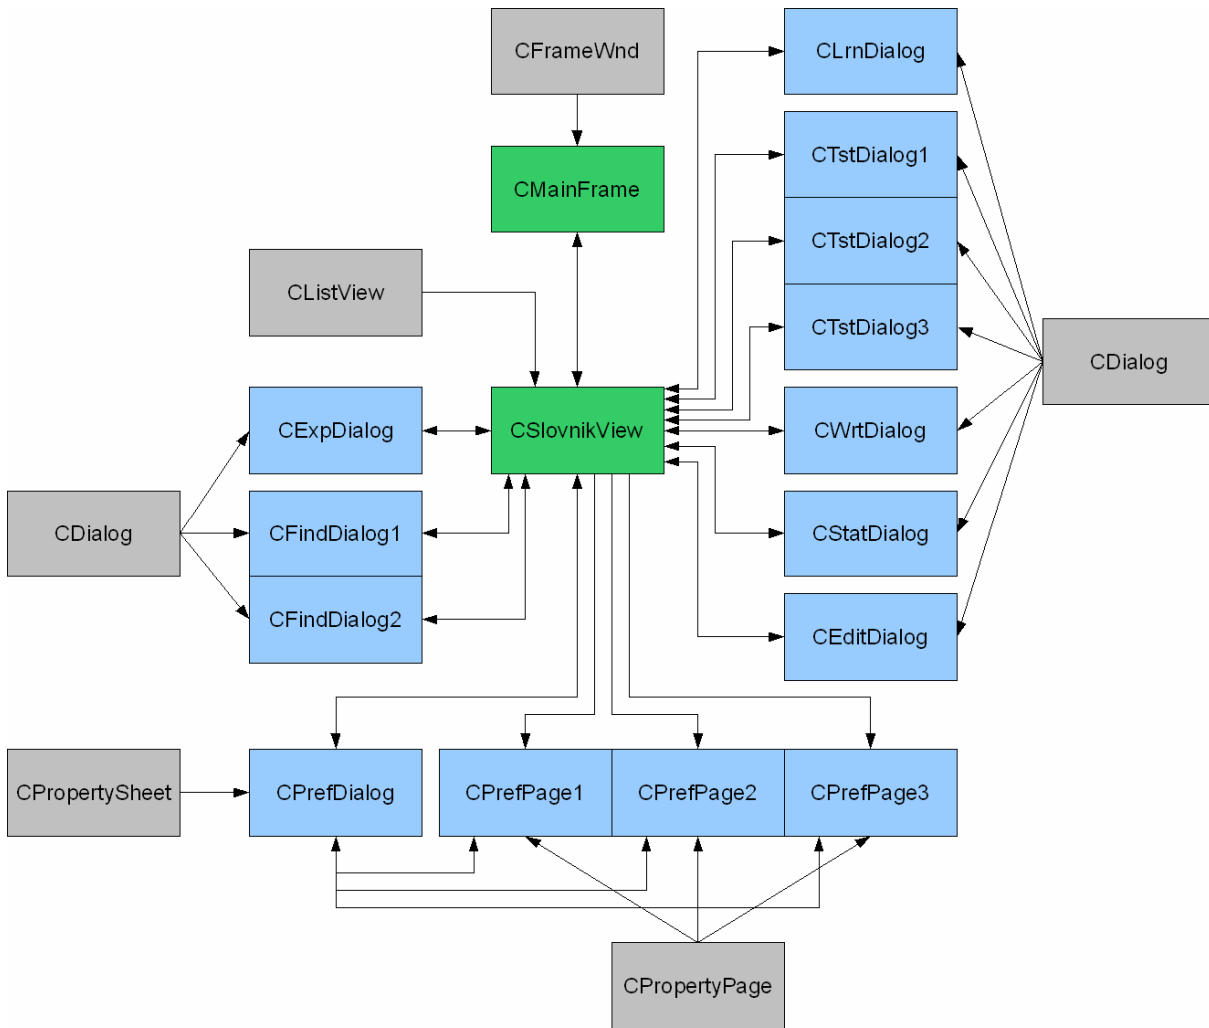 CFrameWnd
CLrnDialog
CTstDialog1
CMainFrame
CTstDialog2
CListView
CTstDialog3
CDialog
CExpDialog
CSlovnikView
CWrtDialog
CDialog
CFindDialog1
CStatDialog
CFindDialog2
CEditDialog
CPropertySheet
CPrefDialog
CPrefPage1
CPrefPage2
CPrefPage3
CPropertyPage